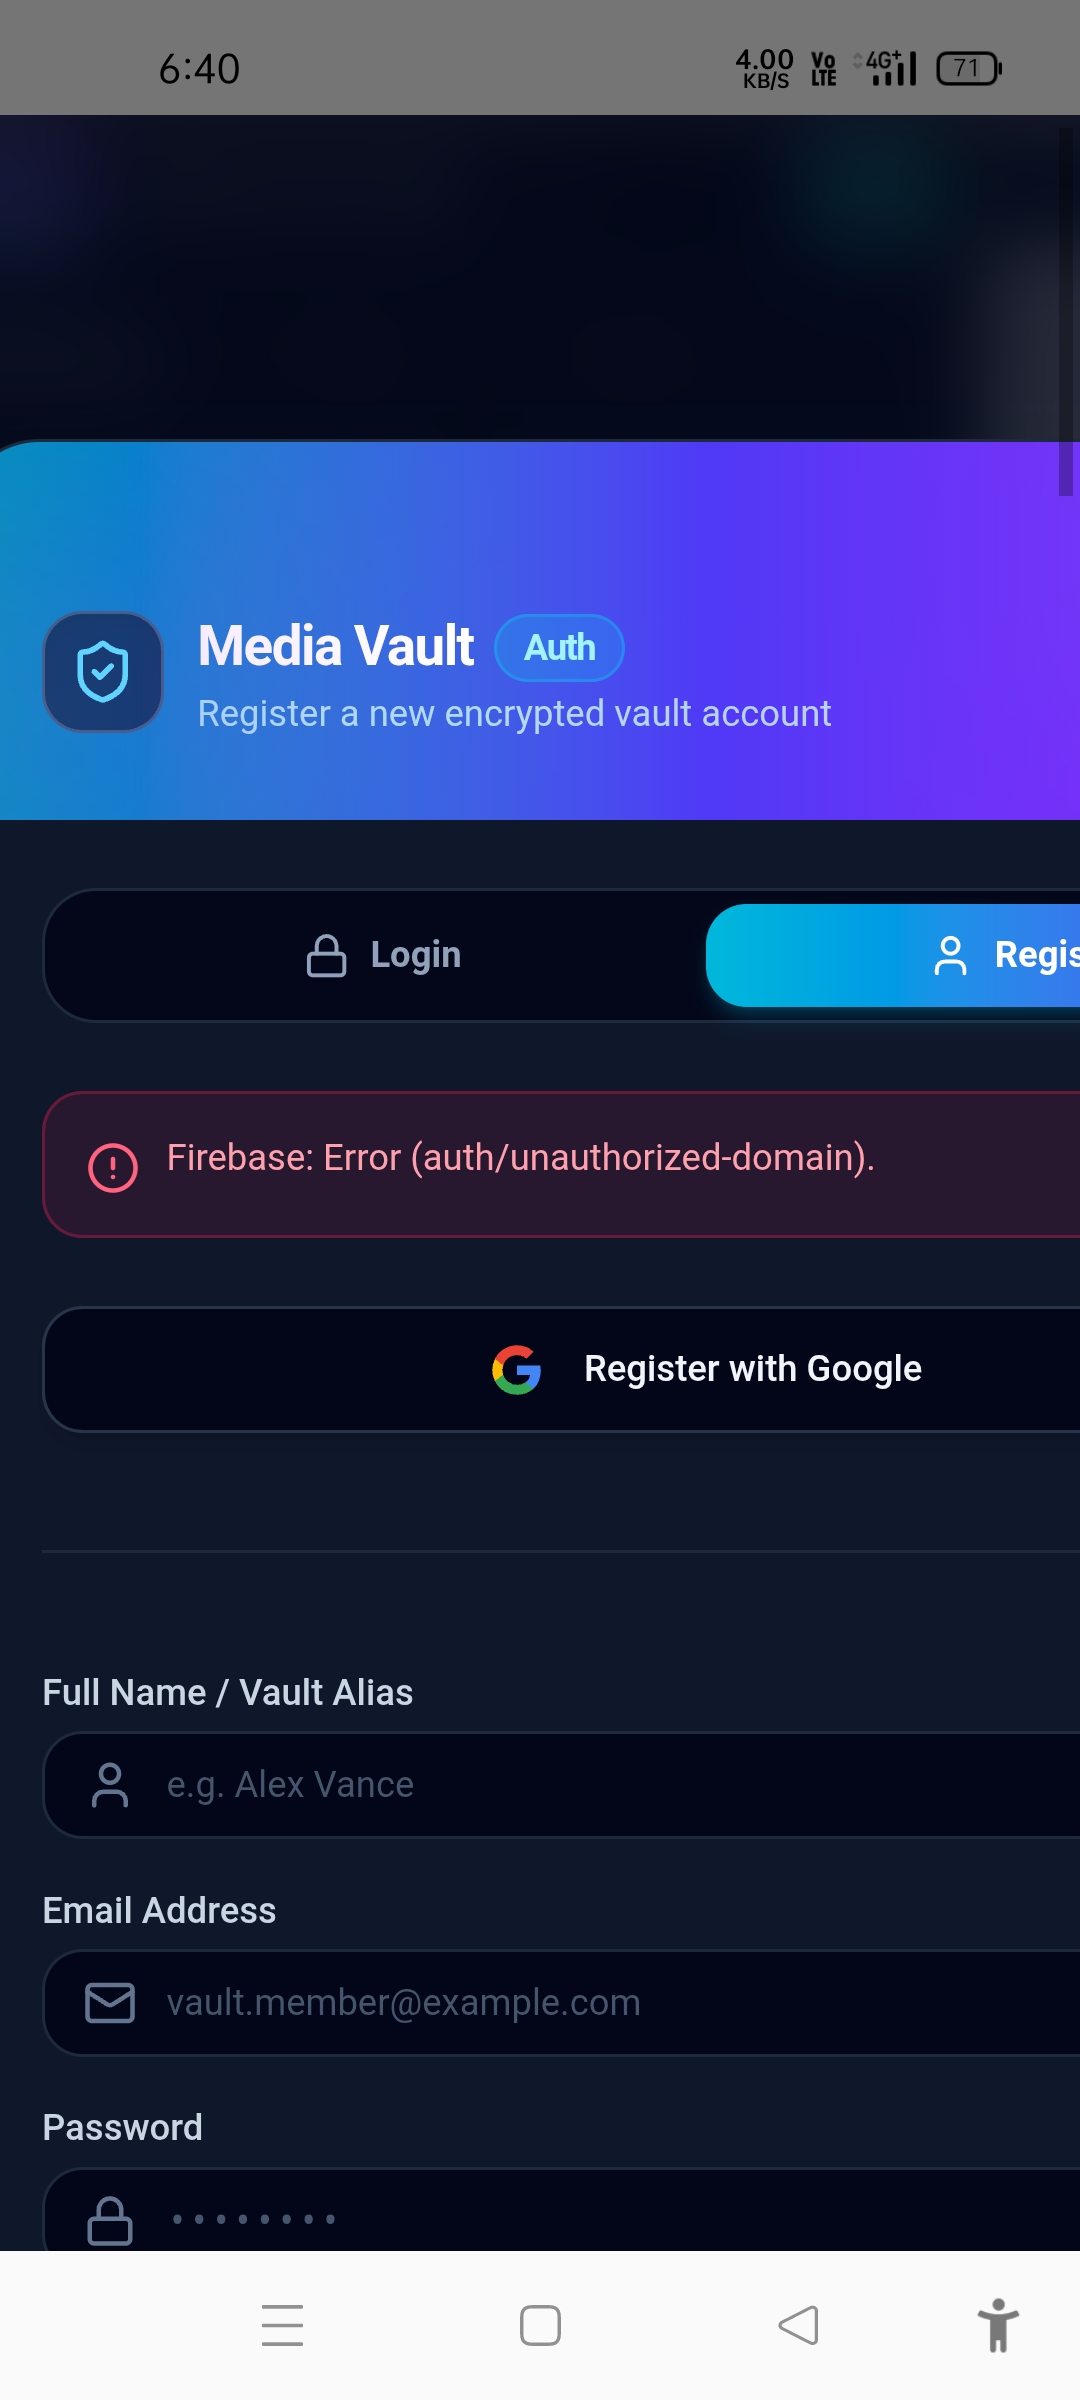 6:40
4.00 KB/S Vo LTE 4G+ 71
Media Vault Auth
Register a new encrypted vault account
Login Regis
Firebase: Error (auth/unauthorized-domain).
Register with Google
Full Name / Vault Alias
e.g. Alex Vance
Email Address
vault.member@example.com
Password
••••••••